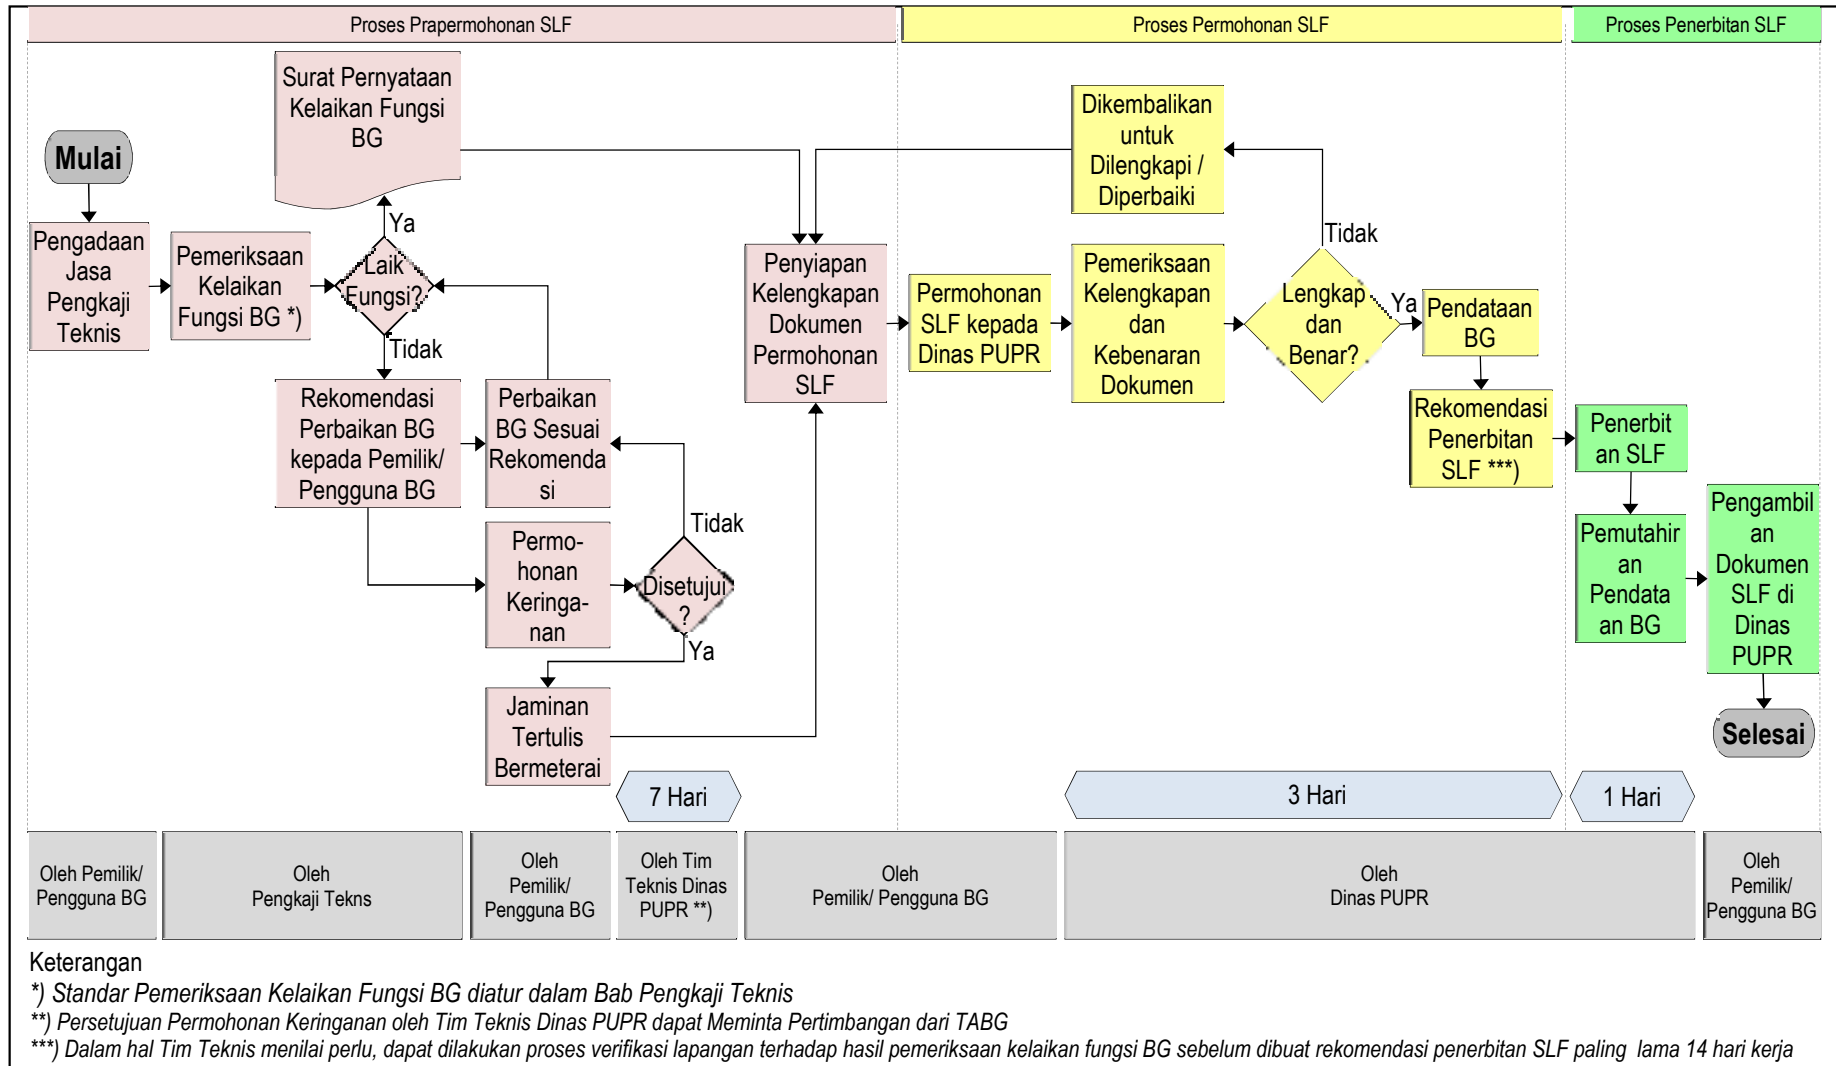 Proses Prapermohonan SLF
Proses Permohonan SLF
Proses Penerbitan SLF
Mulai
Pengadaan
Jasa
Pengkaji
Teknis
Pemeriksaan
Kelaikan
Fungsi BG *)
Surat Pernyataan
Kelaikan Fungsi
BG
Ya
Laik
Fungsi?
Tidak
Rekomendasi
Perbaikan BG
kepada Pemilik/
Pengguna BG
Perbaikan
BG Sesuai
Rekomenda
si
Permo-
honan
Keringa-
nan
Tidak
Disetujui
?
Ya
Jaminan
Tertulis
Bermeterai
Penyiapan
Kelengkapan
Dokumen
Permohonan
SLF
Permohonan
SLF kepada
Dinas PUPR
Dikembalikan
untuk
Dilengkapi /
Diperbaiki
Pemeriksaan
Kelengkapan
dan
Kebenaran
Dokumen
Tidak
Lengkap
dan
Benar?
Ya
Pendataan
BG
Rekomendasi
Penerbitan
SLF ***)
Penerbit
an SLF
Pemutahir
an
Pendata
an BG
Pengambil
an
Dokumen
SLF di
Dinas
PUPR
Selesai
7 Hari
3 Hari
1 Hari
Oleh Pemilik/
Pengguna BG
Oleh
Pengkaji Tekns
Oleh
Pemilik/
Pengguna BG
Oleh Tim
Teknis Dinas
PUPR **)
Oleh
Pemilik/ Pengguna BG
Oleh
Dinas PUPR
Oleh
Pemilik/
Pengguna BG
Keterangan
*) Standar Pemeriksaan Kelaikan Fungsi BG diatur dalam Bab Pengkaji Teknis
**) Persetujuan Permohonan Keringanan oleh Tim Teknis Dinas PUPR dapat Meminta Pertimbangan dari TABG
***) Dalam hal Tim Teknis menilai perlu, dapat dilakukan proses verifikasi lapangan terhadap hasil pemeriksaan kelaikan fungsi BG sebelum dibuat rekomendasi penerbitan SLF paling lama 14 hari kerja